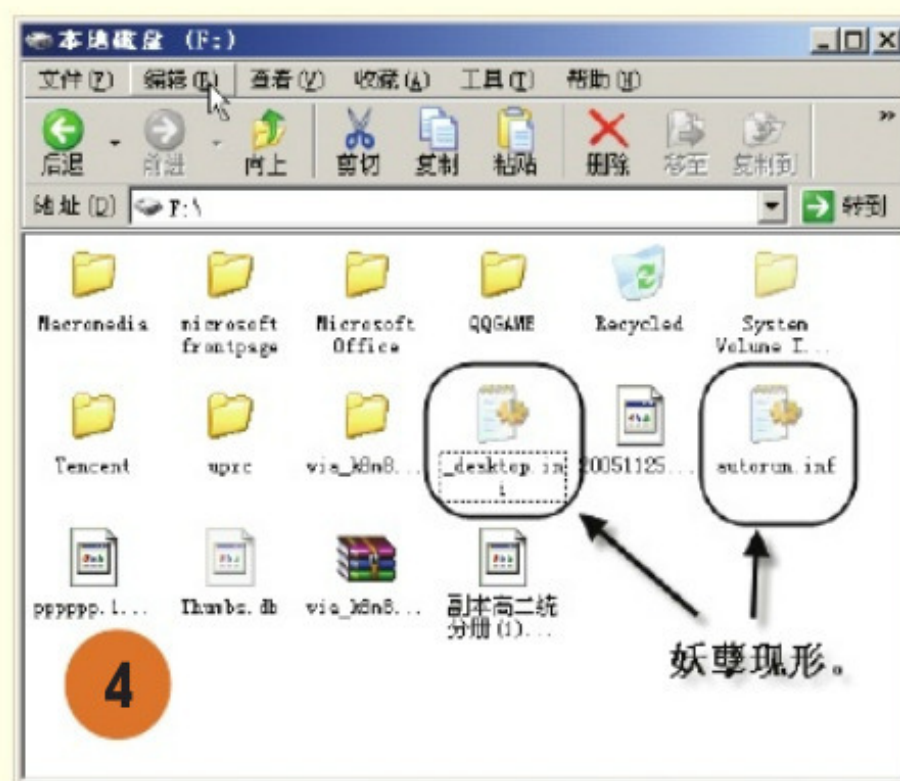 本地磁盘 (F:)
文件(F) 编辑(E) 查看(V) 收藏(A) 工具(T) 帮助(H)
后退 前进 向上 剪切 复制 粘贴 删除 移至 复制到 »
地址(D) F:\ 转到
Macromedia microsoft Microsoft QQGAME Recycled System
frontpage Office Volume I...
Tencent uprc via_k8m8... _desktop.in 20051125... autorun.inf
i
pppppp.l... Thumbs.db via_k8m8... 副本高二统
分册(1)...
妖孽现形。
4